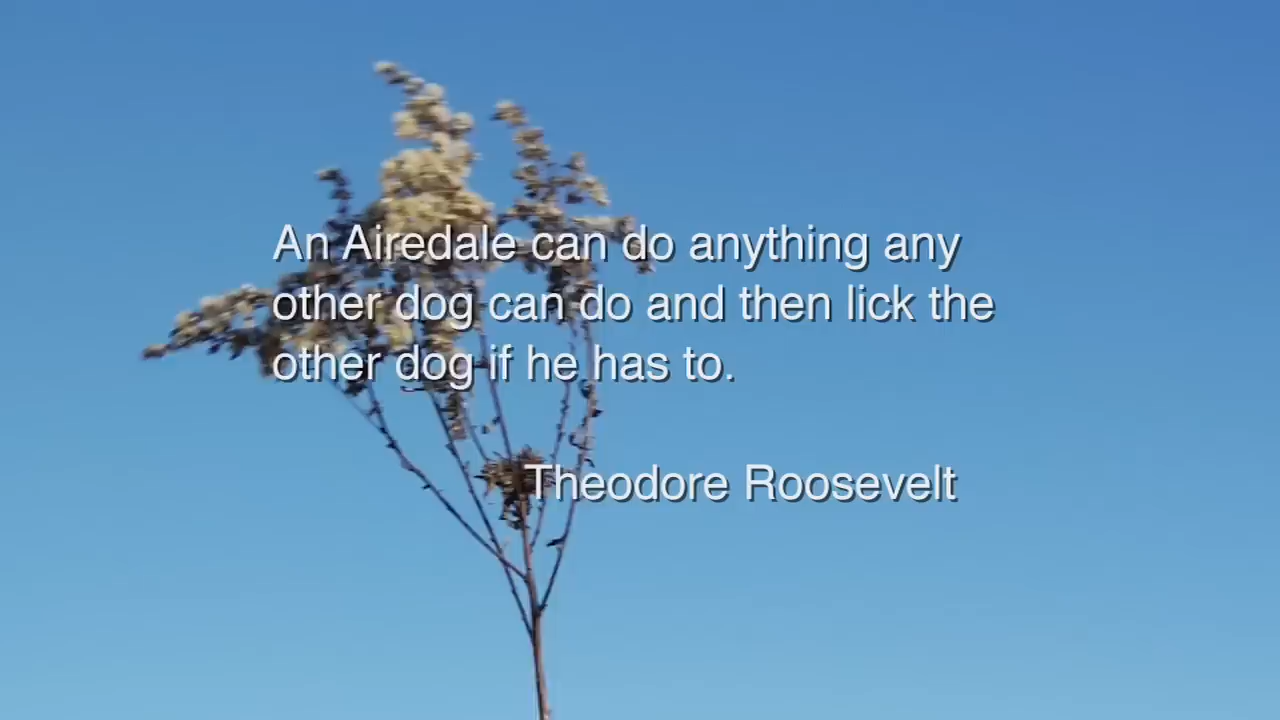 An Airedale can do anything any
other dog can do and then lick the
other dog if he has to.
Theodore Roosevelt